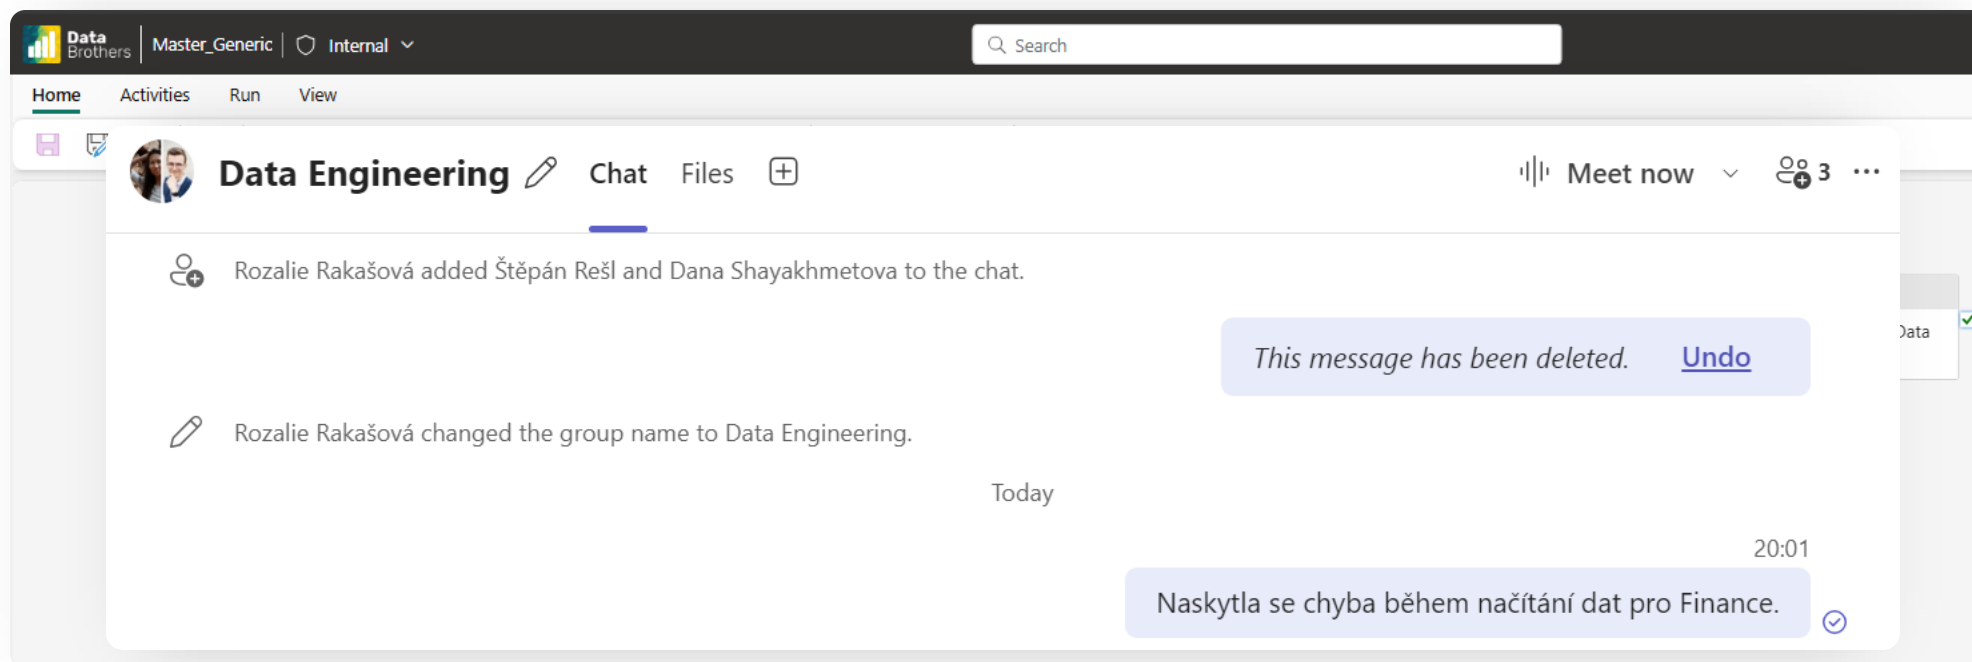 Data
Brothers
Master_Generic
Internal
Search
Home Activities Run View
Data Engineering Chat Files Meet now 3
Rozalie Rakašová added Štěpán Rešl and Dana Shayakhmetova to the chat.
This message has been deleted. Undo
Data
Rozalie Rakašová changed the group name to Data Engineering.
Today
20:01
Naskytla se chyba během načítání dat pro Finance.